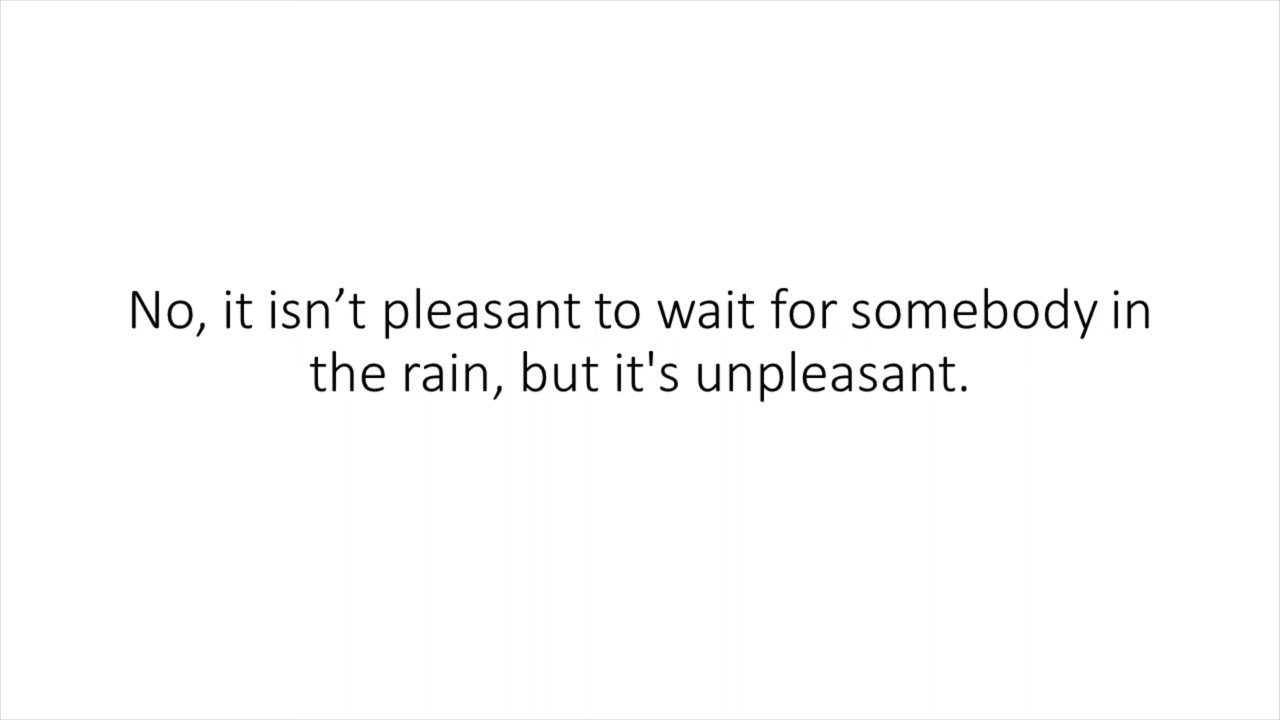 No, it isn’t pleasant to wait for somebody in
the rain, but it's unpleasant.